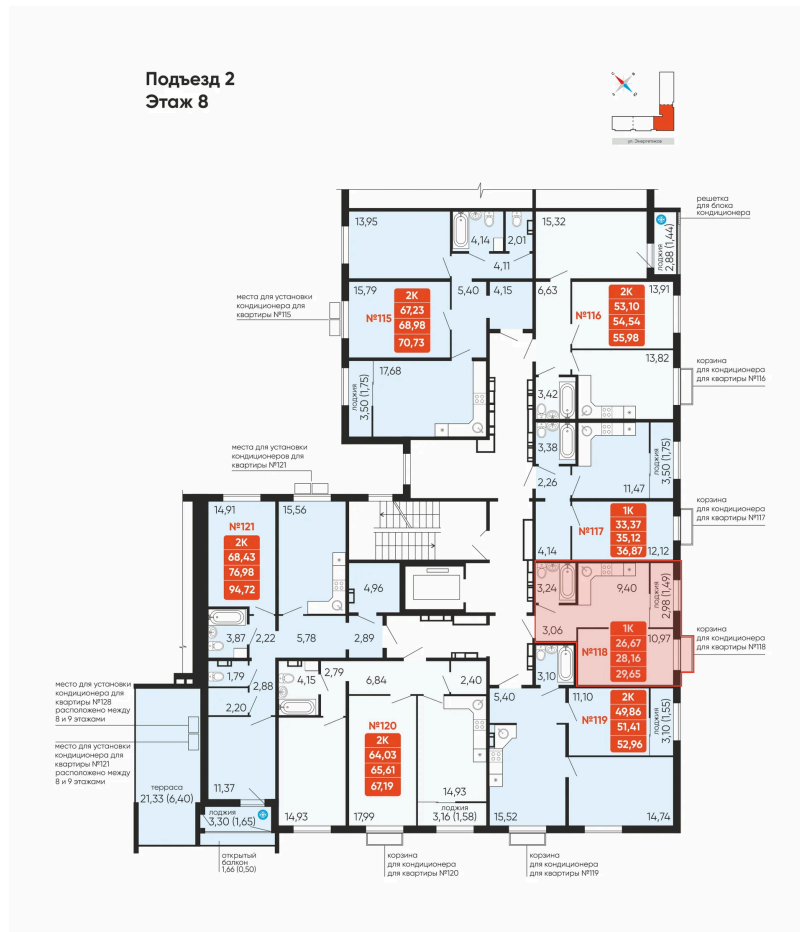 Подъезд 2
Этаж 8
ул. Энергетиков
решетка
для блока
кондиционера
13,95
4,14
2,01
15,32
лоджия
2,88 (1,44)
4,11
15,79
5,40
4,15
6,63
13,91
места для установки
кондиционера для
квартиры №115
№115
2К
67,23
68,98
70,73
№116
2К
53,10
54,54
55,98
13,82
корзина
для кондиционера
для квартиры №116
17,68
лоджия
3,50 (1,75)
3,42
3,38
2,26
11,47
лоджия
3,50 (1,75)
места для установки
кондиционеров для
квартиры №121
корзина
для кондиционера
для квартиры №117
14,91
15,56
№121
2К
68,43
76,98
94,72
№117
1К
33,37
35,12
36,87
4,14
12,12
4,96
3,24
9,40
лоджия
2,98 (1,49)
3,06
10,97
корзина
для кондиционера
для квартиры №118
3,87
2,22
5,78
2,89
№118
1К
26,67
28,16
29,65
1,79
2,88
4,15
2,79
6,84
2,40
3,10
2,20
5,40
11,10
№119
2К
49,86
51,41
52,96
лоджия
3,10 (1,55)
место для установки
кондиционера для
квартиры №128
расположено между
8 и 9 этажами
место для установки
кондиционера для
квартиры №121
расположено между
8 и 9 этажами
№120
2К
64,03
65,61
67,19
терраса
21,33 (6,40)
11,37
14,93
лоджия
3,30 (1,65)
14,93
17,99
лоджия
3,16 (1,58)
15,52
14,74
открытый
балкон
1,66 (0,50)
корзина
для кондиционера
для квартиры №120
корзина
для кондиционера
для квартиры №119